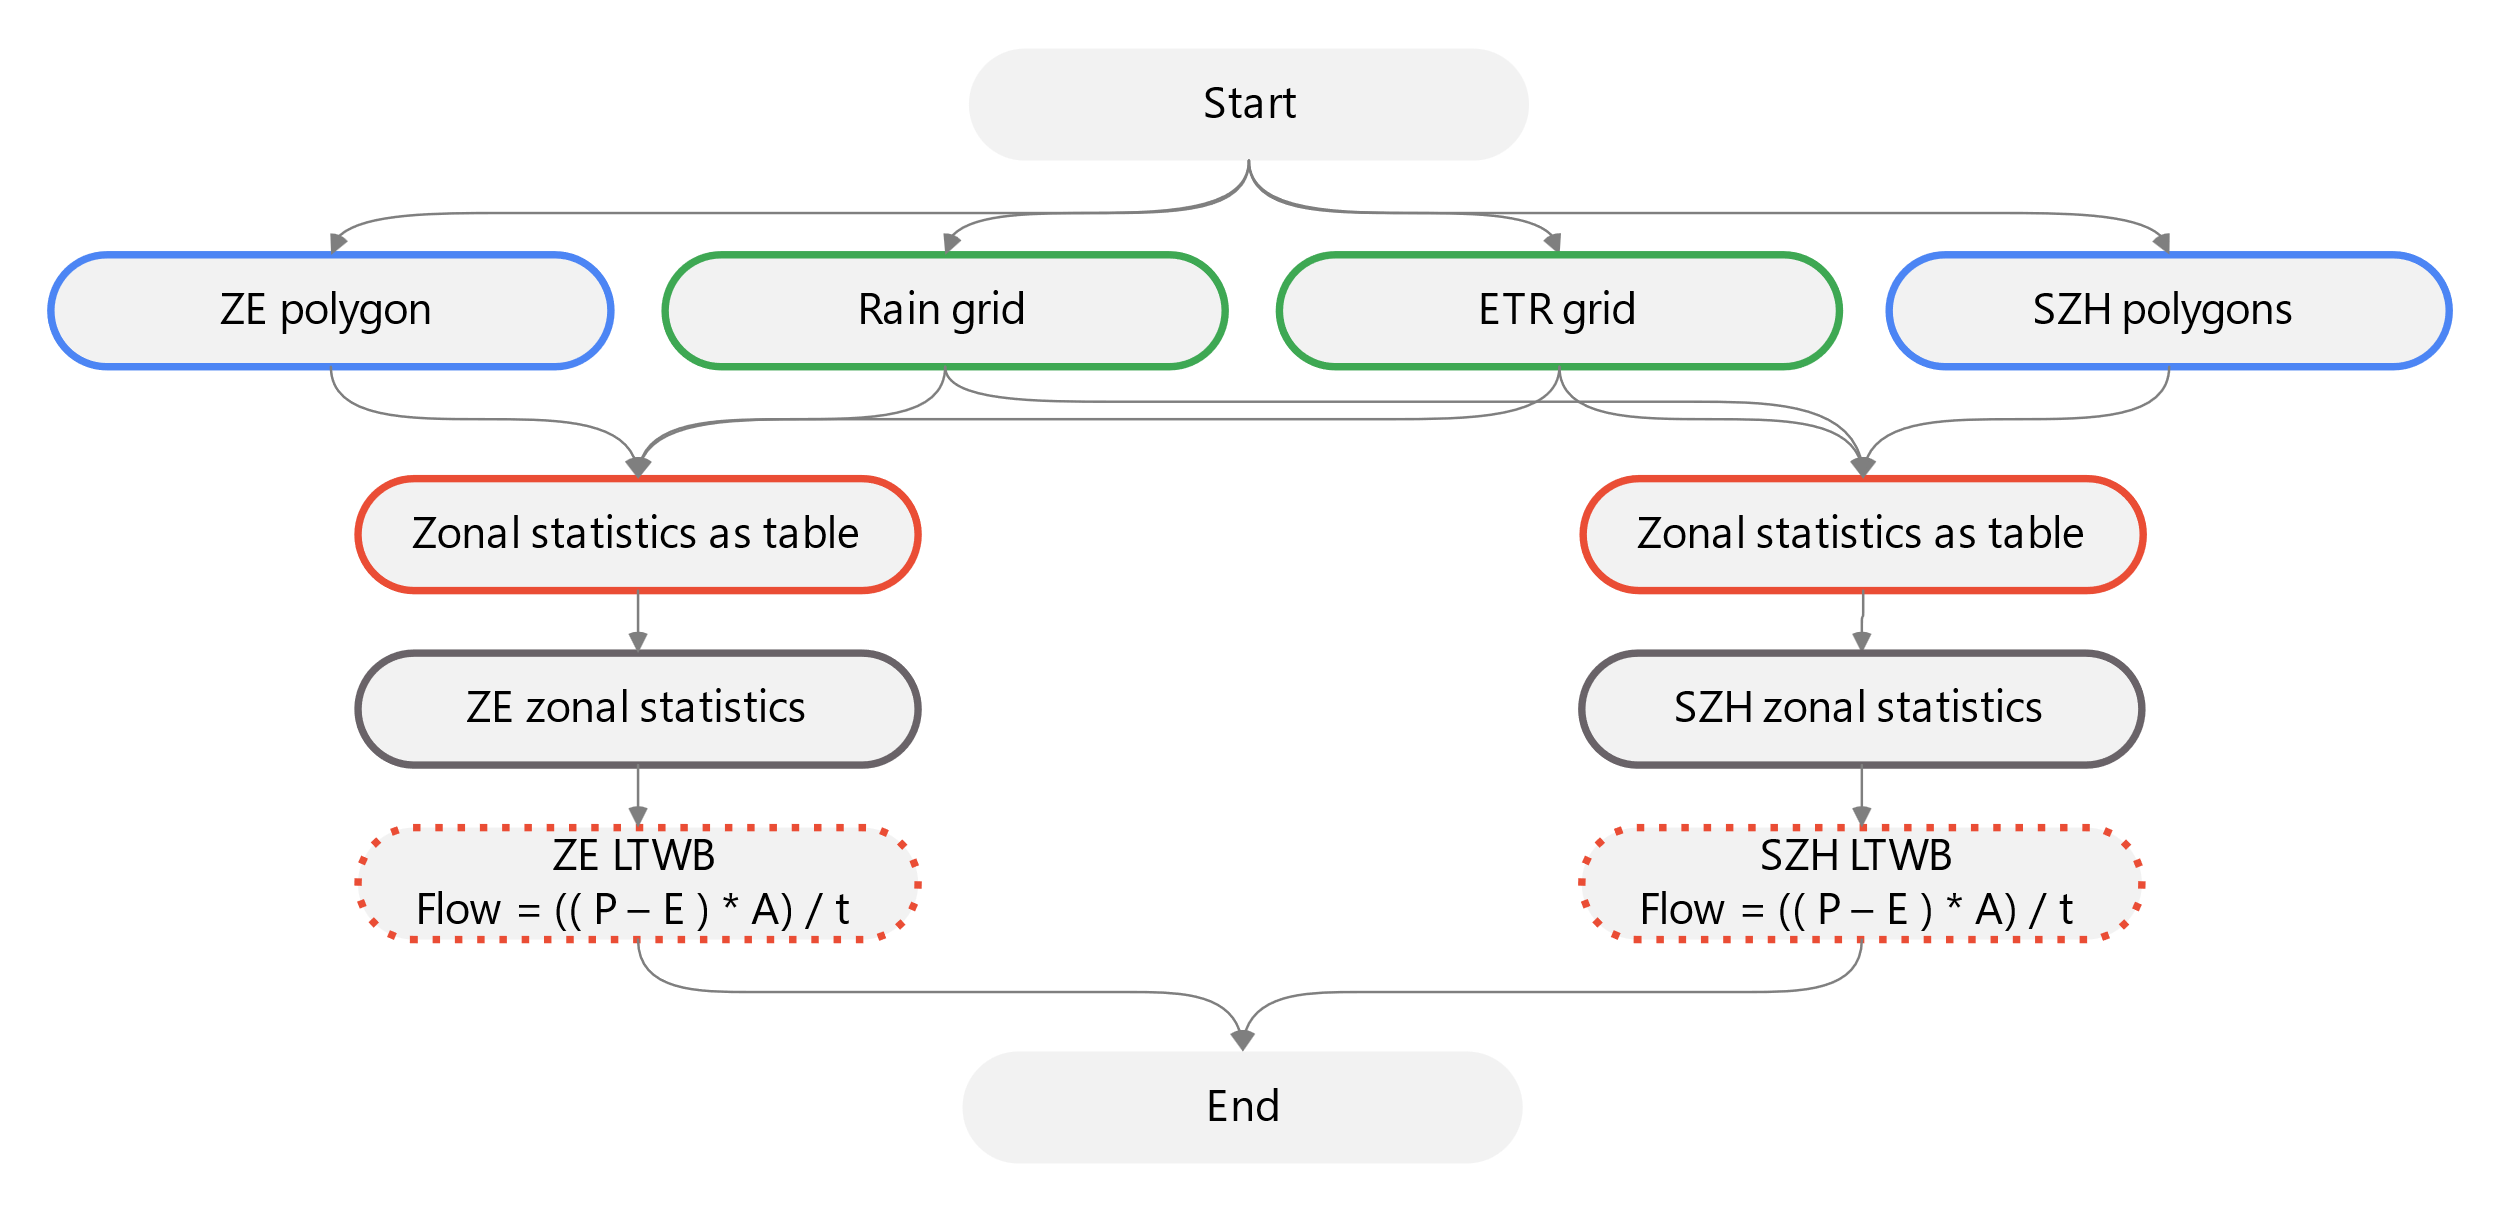 Start
ZE polygon
Rain grid
ETR grid
SZH polygons
Zonal statistics as table
Zonal statistics as table
ZE zonal statistics
SZH zonal statistics
ZE LTWB
Flow = (( P – E ) * A) / t
SZH LTWB
Flow = (( P – E ) * A) / t
End